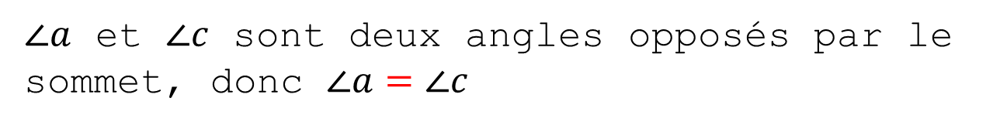 ∠a et ∠c sont deux angles opposés par le
sommet, donc ∠a = ∠c